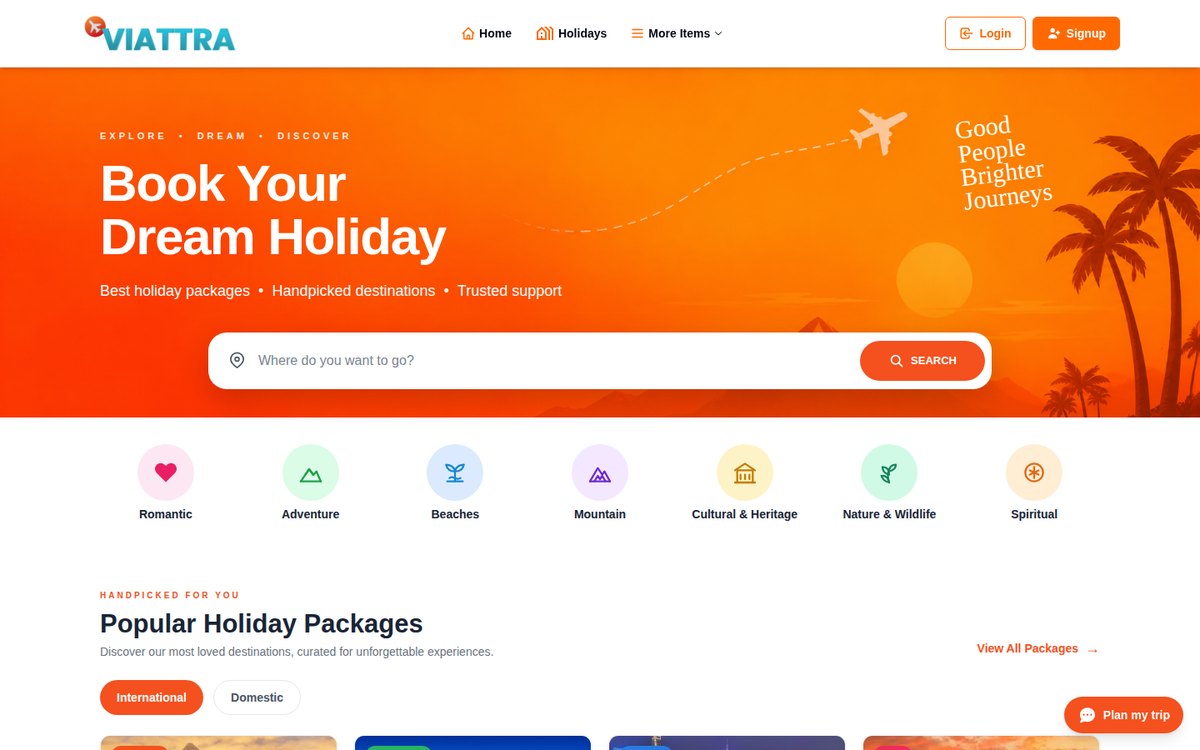 VIATTRA
Home
Holidays
More Items
Login
Signup
EXPLORE • DREAM • DISCOVER
Good
People
Brighter
Journeys
Book Your
Dream Holiday
Best holiday packages • Handpicked destinations • Trusted support
Where do you want to go?
SEARCH
Romantic
Adventure
Beaches
Mountain
Cultural & Heritage
Nature & Wildlife
Spiritual
HANDPICKED FOR YOU
Popular Holiday Packages
Discover our most loved destinations, curated for unforgettable experiences.
View All Packages →
International
Domestic
Plan my trip